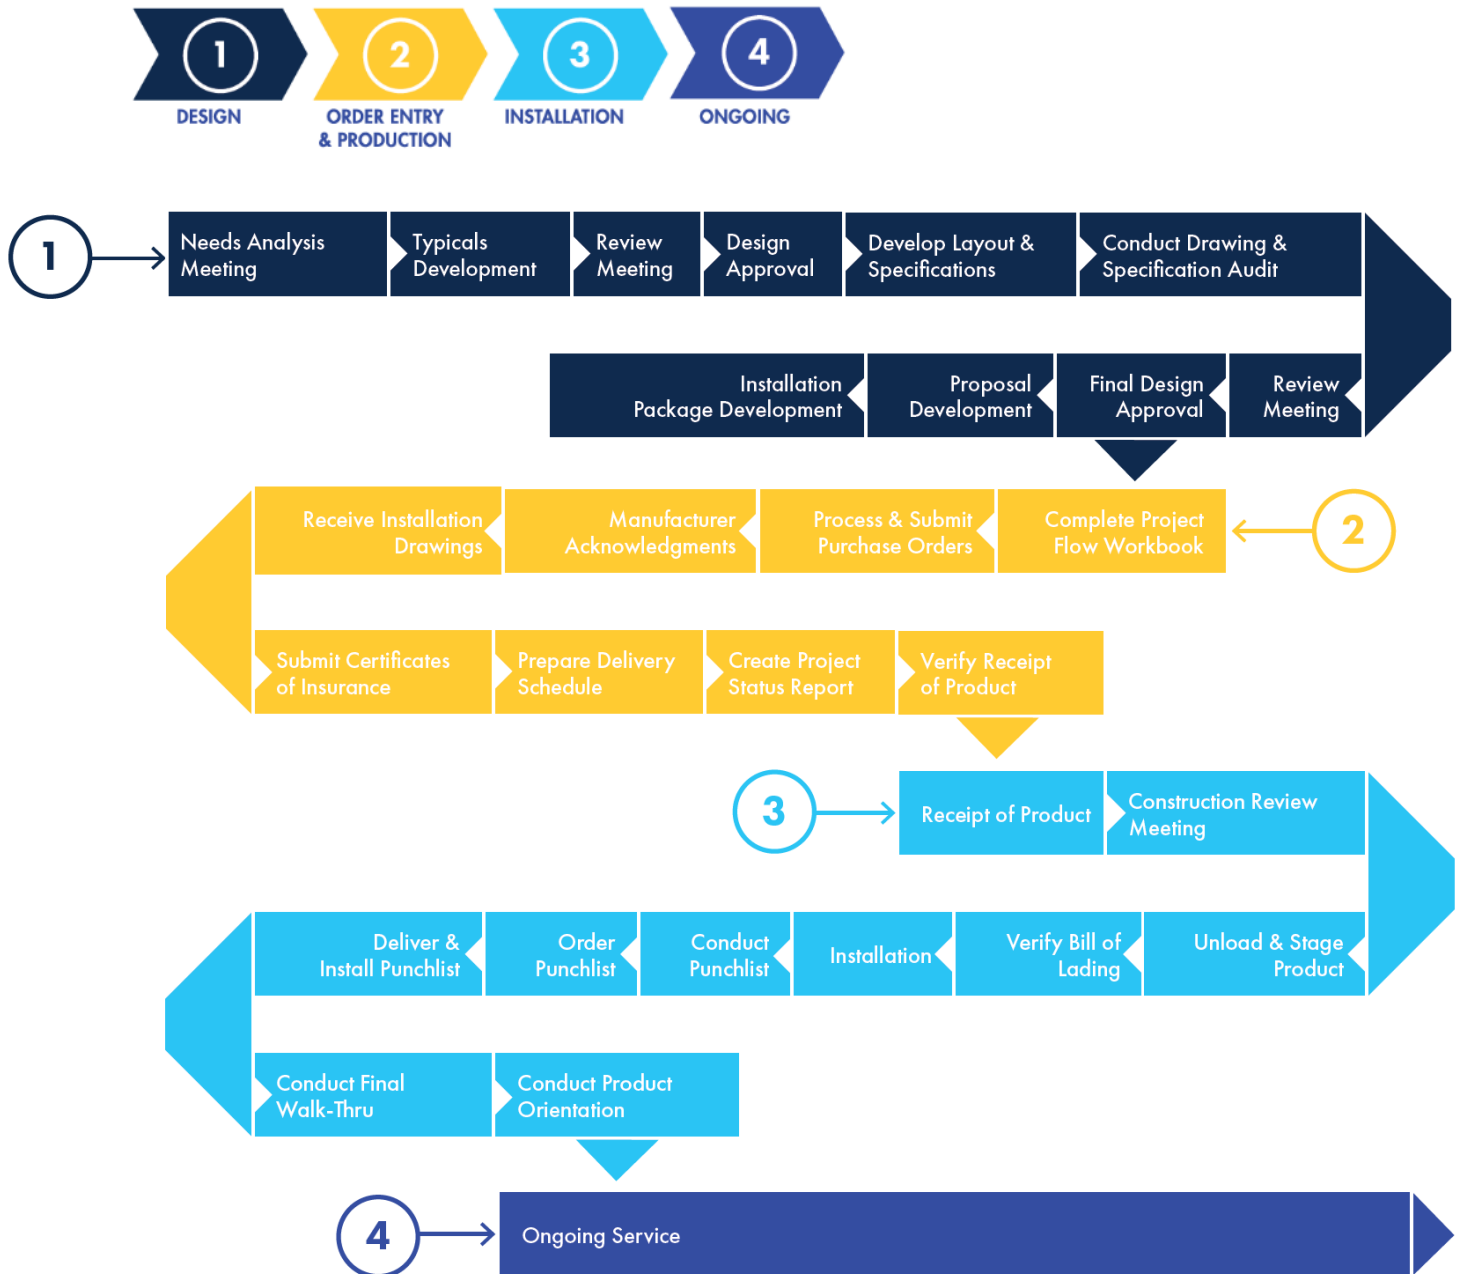 1
2
3
4
DESIGN
ORDER ENTRY
& PRODUCTION
INSTALLATION
ONGOING
1
Needs Analysis
Meeting
Typicals
Development
Review
Meeting
Design
Approval
Develop Layout &
Specifications
Conduct Drawing &
Specification Audit
Review
Meeting
Final Design
Approval
Proposal
Development
Installation
Package Development
2
Complete Project
Flow Workbook
Process & Submit
Purchase Orders
Manufacturer
Acknowledgments
Receive Installation
Drawings
Submit Certificates
of Insurance
Prepare Delivery
Schedule
Create Project
Status Report
Verify Receipt
of Product
3
Receipt of Product
Construction Review
Meeting
Unload & Stage
Product
Verify Bill of
Lading
Installation
Conduct
Punchlist
Order
Punchlist
Deliver &
Install Punchlist
Conduct Final
Walk-Thru
Conduct Product
Orientation
4
Ongoing Service